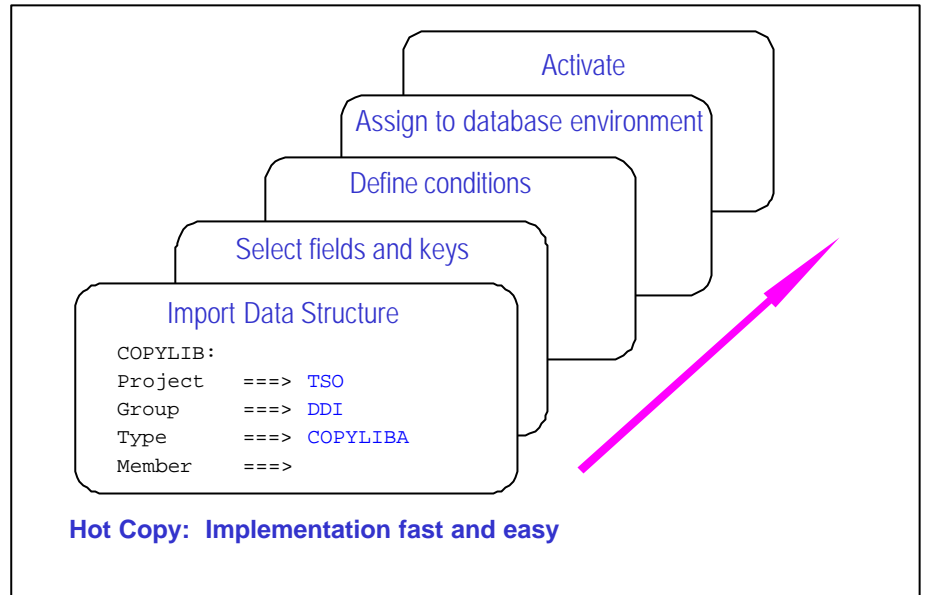 Activate
Assign to database environment
Define conditions
Select fields and keys
Import Data Structure
COPYLIB:
Project ===> TSO
Group ===> DDI
Type ===> COPYLIBA
Member ===>
Hot Copy: Implementation fast and easy